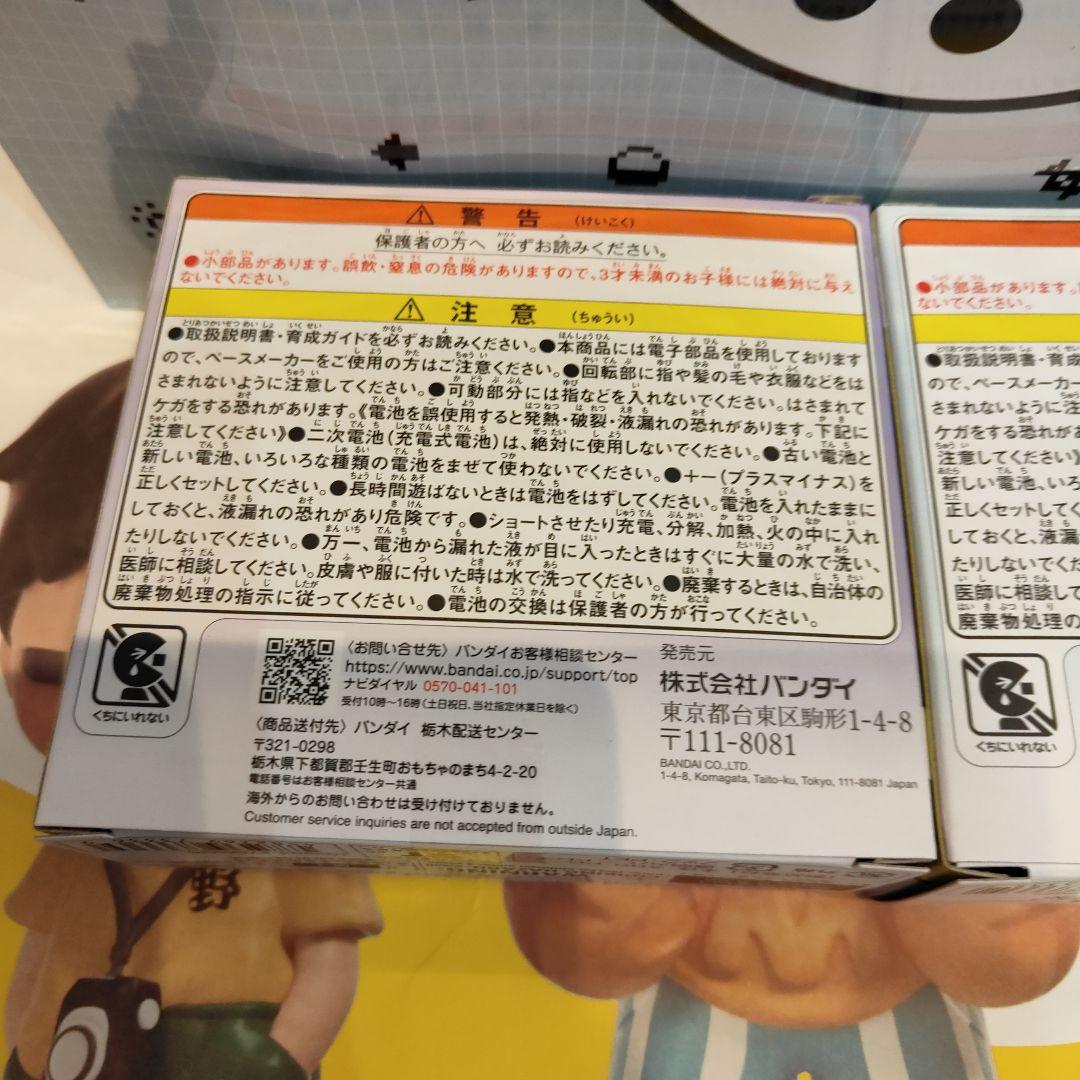 警告 (けいこく)
保護者の方へ 必ずお読みください。
●小部品があります。誤飲・窒息の危険がありますので、3才未満のお子様には絶対に与え
ないでください。
注意 (ちゅうい)
●取扱説明書・育成ガイドを必ずお読みください。●本商品には電子部品を使用しております
ので、ペースメーカーをご使用の方はご注意ください。●回転部に指や髪の毛や衣服などをは
さまれないように注意してください。●可動部分には指などを入れないでください。はさまれて
ケガをする恐れがあります。《電池を誤使用すると発熱・破裂・液漏れの恐れがあります。下記に
注意してください》●二次電池(充電式電池)は、絶対に使用しないでください。●古い電池と
新しい電池、いろいろな種類の電池をまぜて使わないでください。●+−(プラスマイナス)を
正しくセットしてください。●長時間遊ばないときは電池をはずしてください。電池を入れたままに
しておくと、液漏れの恐れがあり危険です。●ショートさせたり充電、分解、加熱、火の中に入れ
たりしないでください。●万一、電池から漏れた液が目に入ったときはすぐに大量の水で洗い、
医師に相談してください。皮膚や服に付いた時は水で洗ってください。●廃棄するときは、自治体の
廃棄物処理の指示に従ってください。●電池の交換は保護者の方が行ってください。
くちにいれない
〈お問い合せ先〉バンダイお客様相談センター
https://www.bandai.co.jp/support/top
ナビダイヤル 0570-041-101
受付10時〜16時(土日祝日、当社指定休業日を除く)
〈商品送付先〉バンダイ 栃木配送センター
〒321-0298
栃木県下都賀郡壬生町おもちゃのまち4-2-20
電話番号はお客様相談センター共通
海外からのお問い合わせは受け付けておりません。
Customer service inquiries are not accepted from outside Japan.
発売元
株式会社バンダイ
東京都台東区駒形1-4-8
〒111-8081
BANDAI CO.,LTD.
1-4-8, Komagata, Taito-ku, Tokyo, 111-8081 Japan
●小部品があります。
ないでください。
●取扱説明書・育成
ので、ペースメーカ
さまれないように注
ケガをする恐れがあ
注意してください》
新しい電池、いろ
正しくセットしてく
しておくと、液漏
たりしないでくだ
医師に相談して
廃棄物処理の
くちにいれない
野